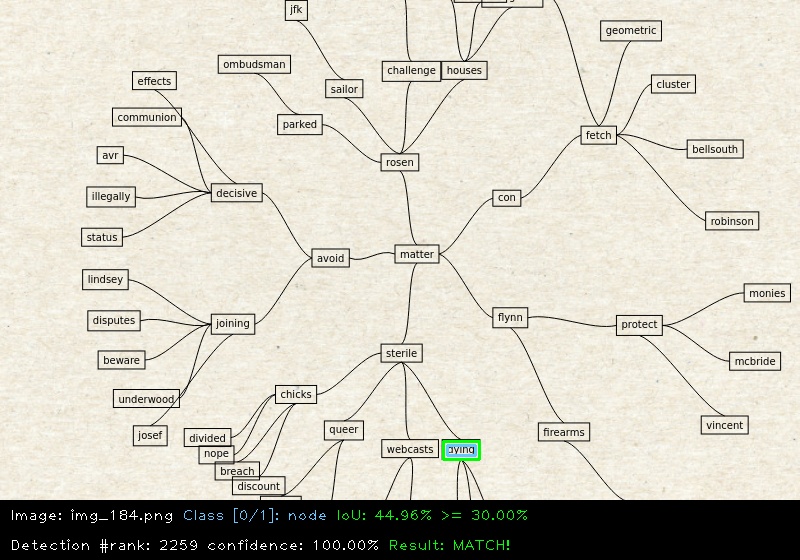 jfk
geometric
ombudsman
challenge
houses
effects
sailor
cluster
communion
parked
fetch
bellsouth
avr
rosen
illegally
decisive
con
robinson
status
avoid
matter
lindsey
monies
disputes
joining
flynn
protect
beware
sterile
mcbride
underwood
chicks
vincent
josef
divided
queer
firearms
nope
webcasts
breach
discount
Image: img_184.png Class [0/1]: node IoU: 44.96% >= 30.00%
Detection #rank: 2259 confidence: 100.00% Result: MATCH!